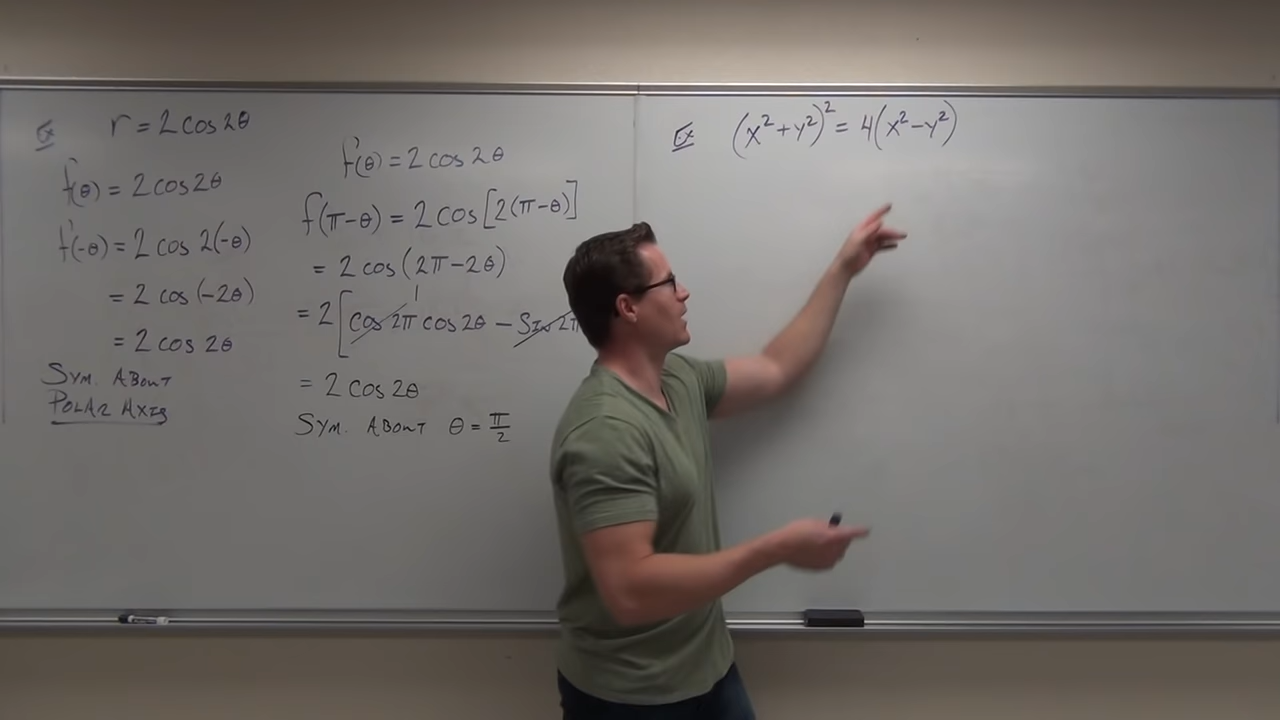 Ex r = 2 cos 2θ
f(θ) = 2 cos 2θ
f(-θ) = 2 cos 2(-θ)
= 2 cos (-2θ)
= 2 cos 2θ
SYM. ABOUT
POLAR AXIS
f(θ) = 2 cos 2θ
f(π-θ) = 2 cos [2(π-θ)]
= 2 cos (2π-2θ)
1
= 2 [cos 2π cos 2θ - SIN 2π
= 2 cos 2θ
SYM. ABOUT θ = π/2
Ex (x²+y²)² = 4(x²-y²)